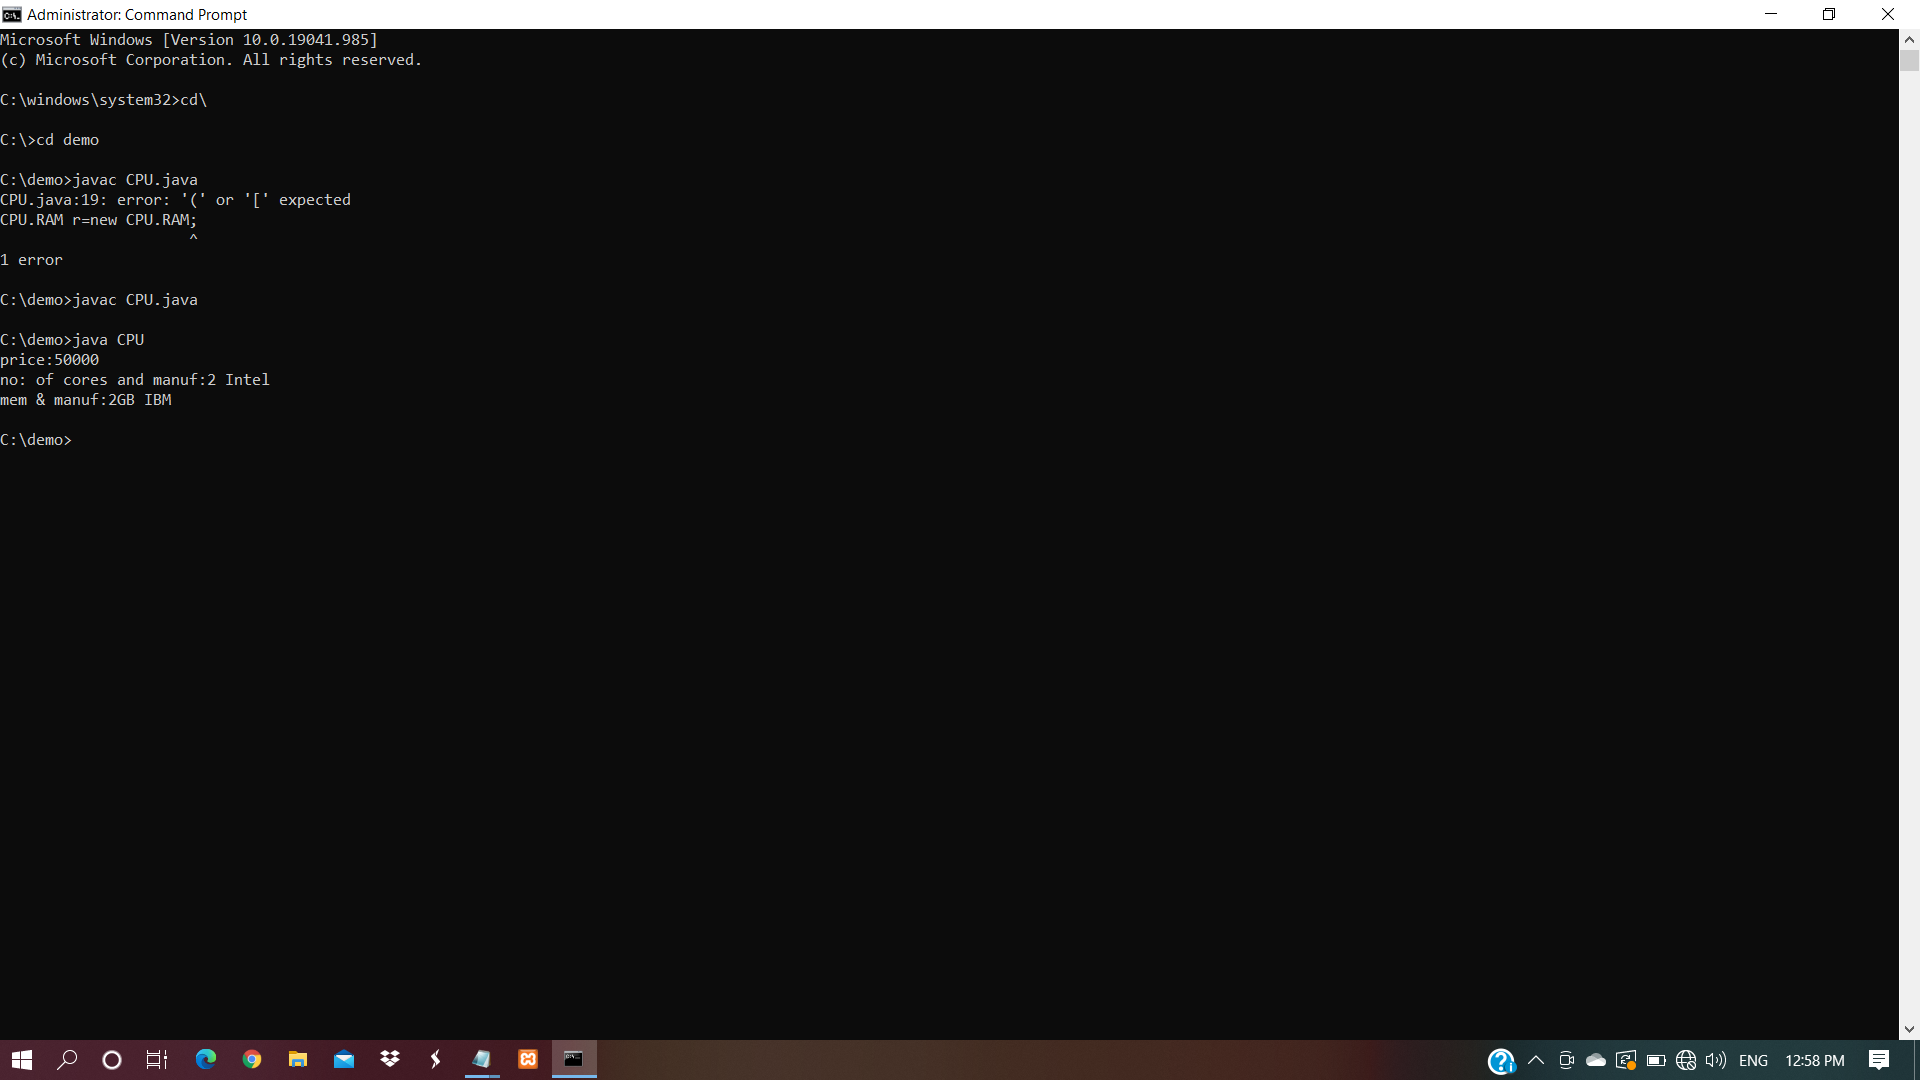 Administrator: Command Prompt
Microsoft Windows [Version 10.0.19041.985]
(c) Microsoft Corporation. All rights reserved.
C:\windows\system32>cd\
C:\>cd demo
C:\demo>javac CPU.java
CPU.java:19: error: '(' or '[' expected
CPU.RAM r=new CPU.RAM;
^
1 error
C:\demo>javac CPU.java
C:\demo>java CPU
price:50000
no: of cores and manuf:2 Intel
mem & manuf:2GB IBM
C:\demo>
ENG 12:58 PM